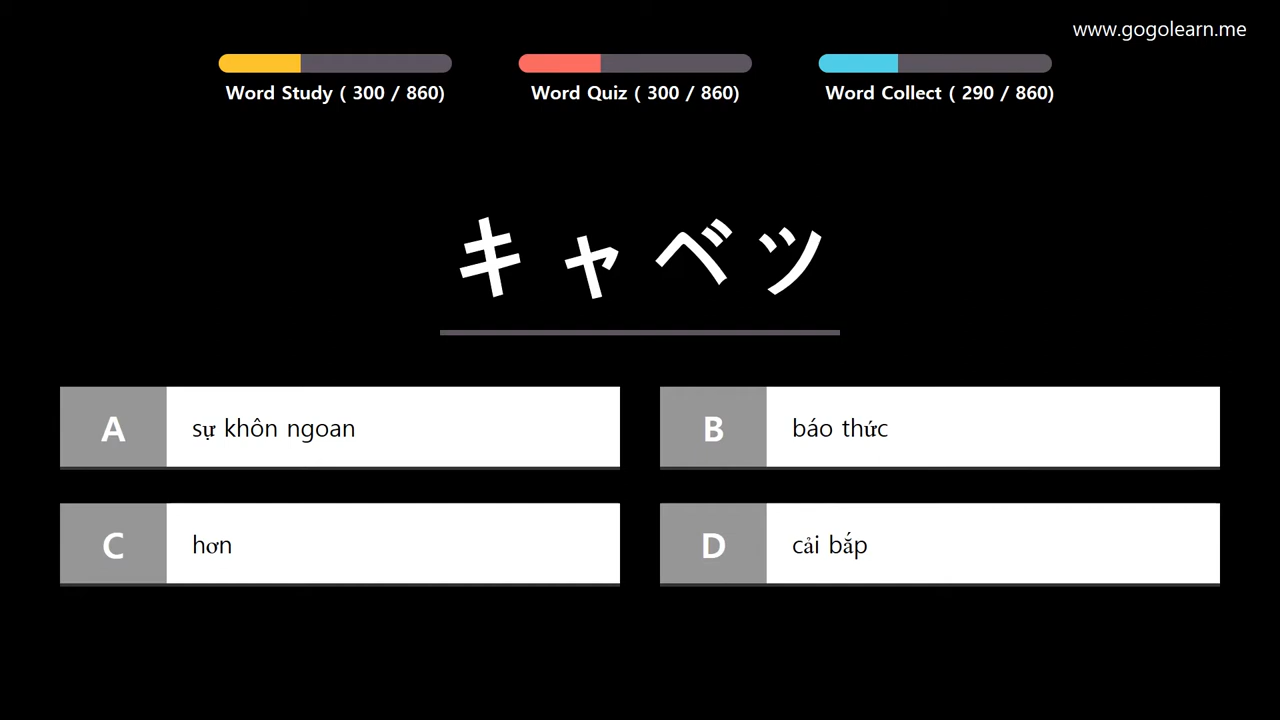 www.gogolearn.me
Word Study ( 300 / 860)
Word Quiz ( 300 / 860)
Word Collect ( 290 / 860)
キャベツ
A sự khôn ngoan
B báo thức
C hơn
D cải bắp